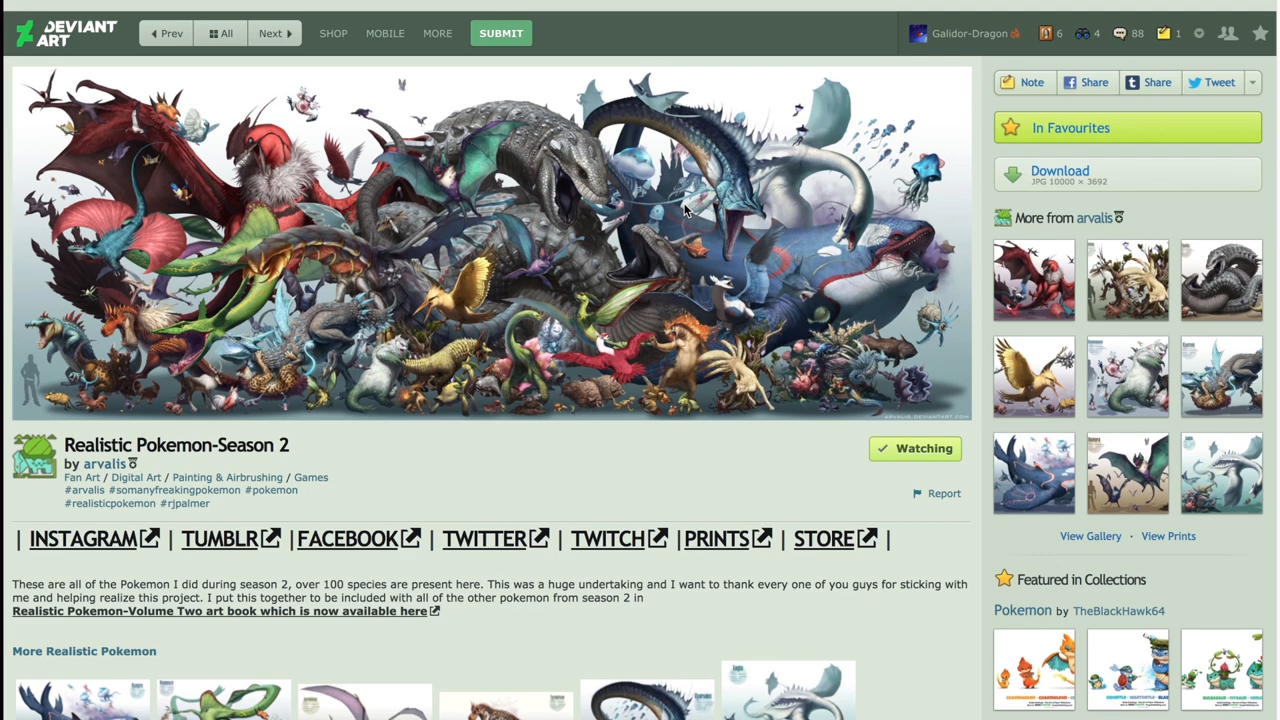 DEVIANT
ART
Prev
All
Next
SHOP
MOBILE
MORE
SUBMIT
Galidor-Dragon
6
4
88
1
Note
Share
Share
Tweet
In Favourites
Download
JPG 10000 × 3692
More from arvalis
ARVALIS.DEVIANTART.COM
Realistic Pokemon-Season 2
by arvalis
Watching
Fan Art / Digital Art / Painting & Airbrushing / Games
#arvalis #somanyfreakingpokemon #pokemon
#realisticpokemon #rjpalmer
Report
| INSTAGRAM | TUMBLR |FACEBOOK | TWITTER | TWITCH |PRINTS | STORE |
View Gallery · View Prints
Featured in Collections
These are all of the Pokemon I did during season 2, over 100 species are present here. This was a huge undertaking and I want to thank every one of you guys for sticking with
me and helping realize this project. I put this together to be included with all of the other pokemon from season 2 in
Realistic Pokemon-Volume Two art book which is now available here
Pokemon by TheBlackHawk64
More Realistic Pokemon